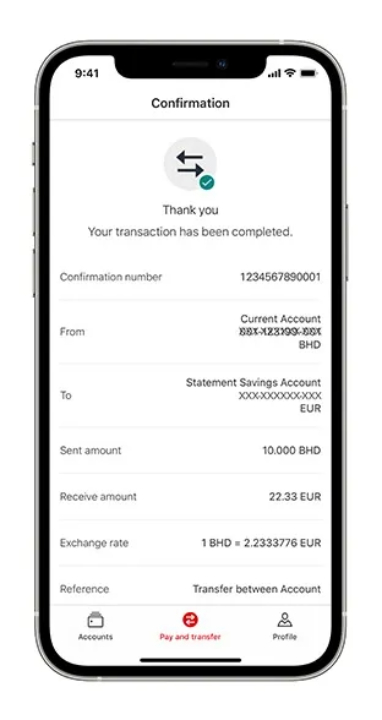 9:41
Confirmation
Thank you
Your transaction has been completed.
Confirmation number 1234567890001
From
Current Account
BHD
To
Statement Savings Account
XXX-XXXXXX-XXX
EUR
Sent amount 10.000 BHD
Receive amount 22.33 EUR
Exchange rate 1 BHD = 2.2333776 EUR
Reference Transfer between Account
Accounts Pay and transfer Profile